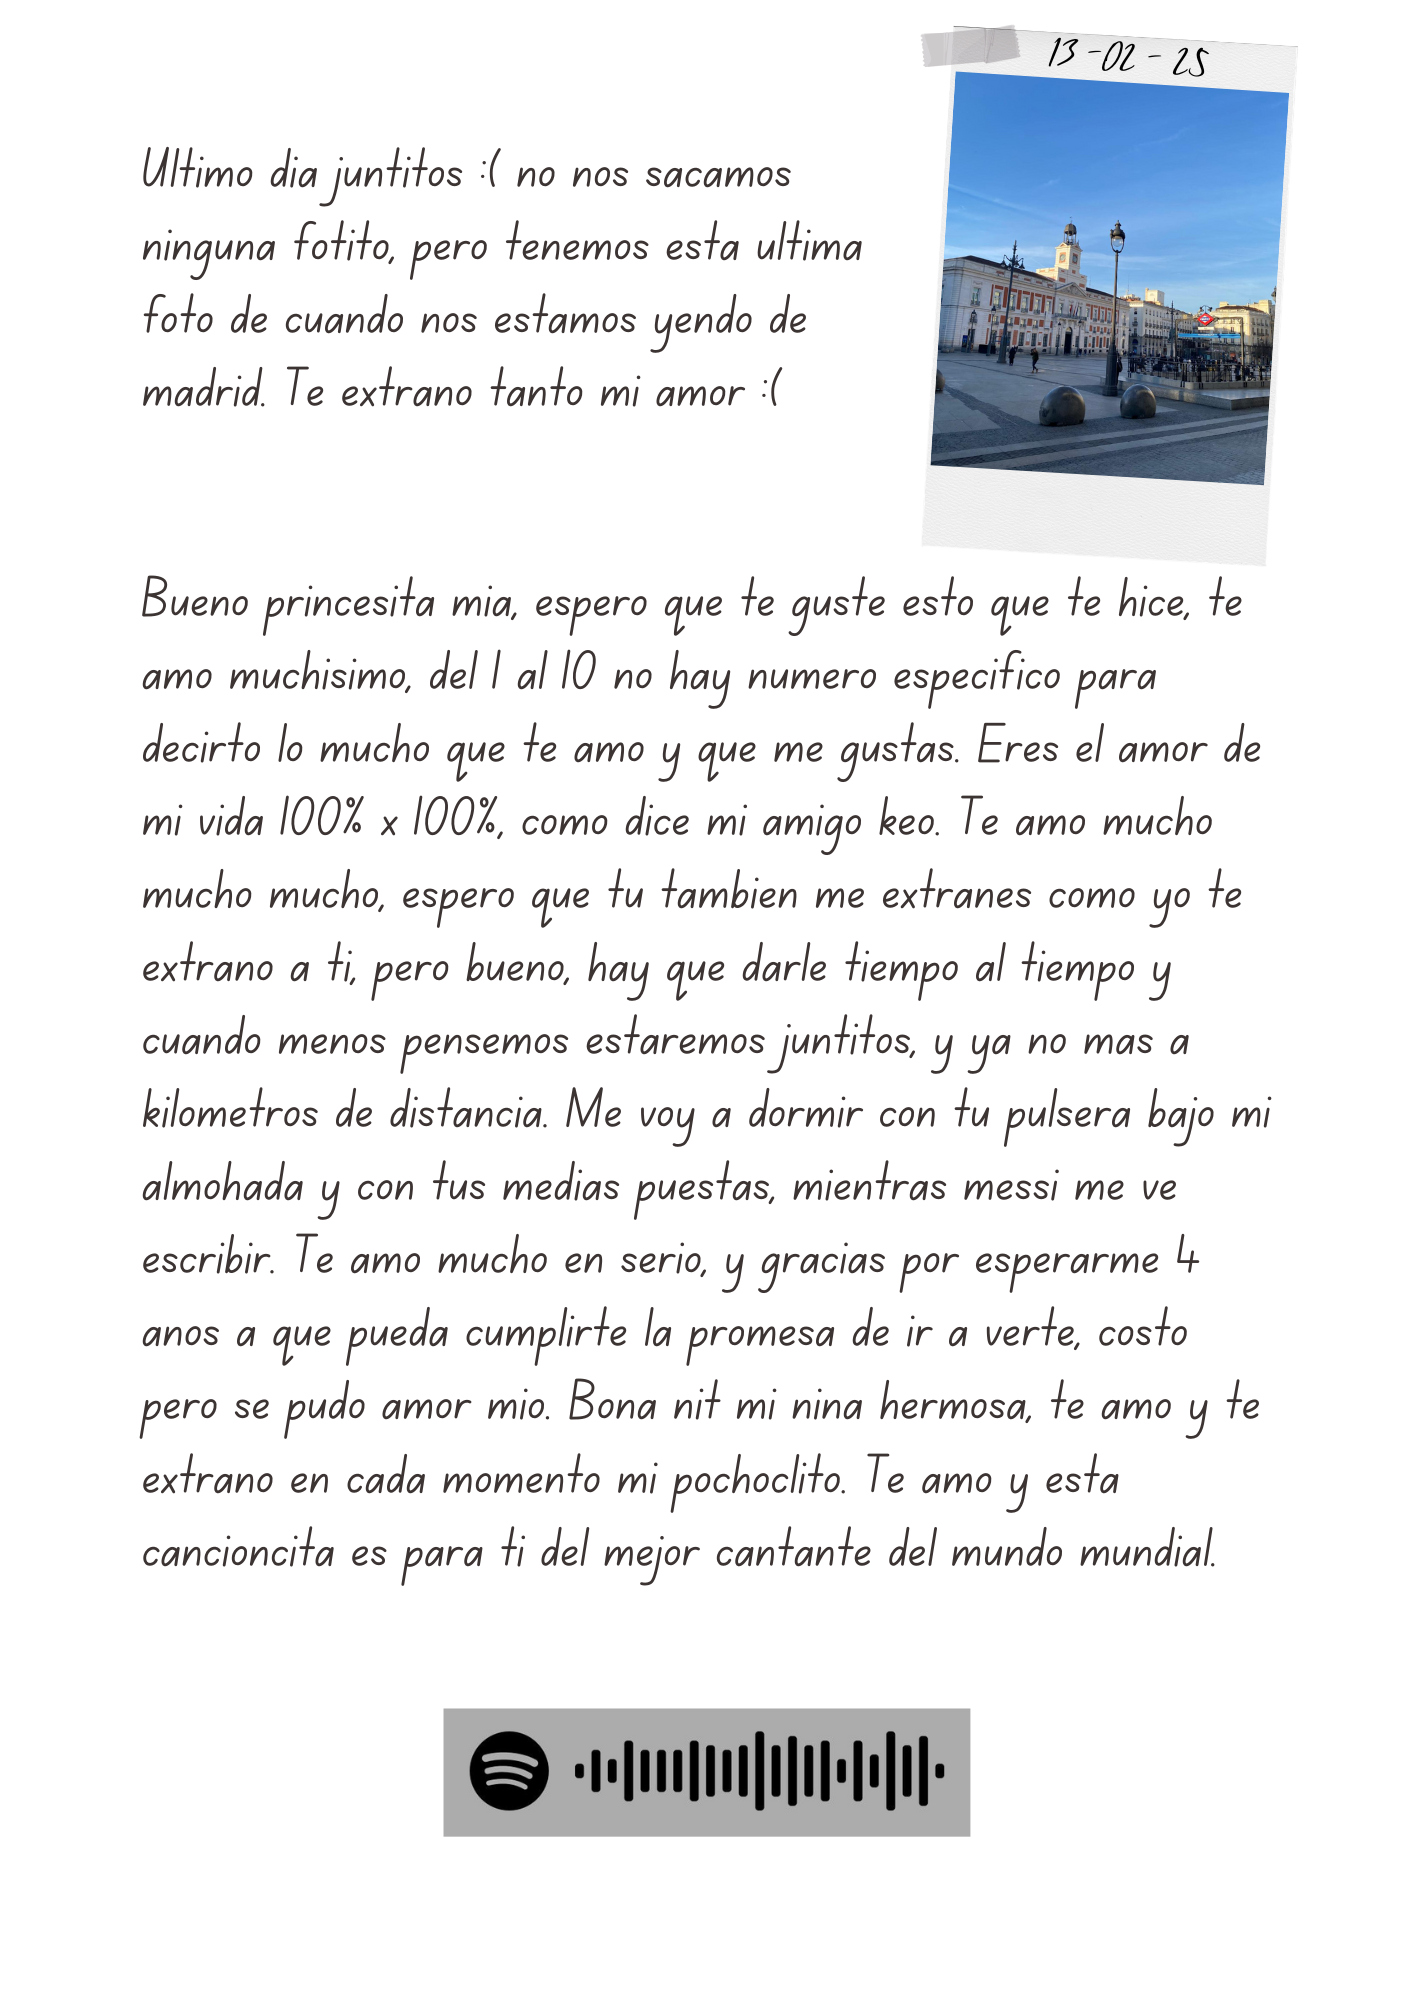 13-02-25
Ultimo dia juntitos :( no nos sacamos
ninguna fotito, pero tenemos esta ultima
foto de cuando nos estamos yendo de
madrid. Te extrano tanto mi amor :(
Bueno princesita mia, espero que te guste esto que te hice, te
amo muchisimo, del 1 al 10 no hay numero especifico para
decirto lo mucho que te amo y que me gustas. Eres el amor de
mi vida 100% x 100%, como dice mi amigo keo. Te amo mucho
mucho mucho, espero que tu tambien me extranes como yo te
extrano a ti, pero bueno, hay que darle tiempo al tiempo y
cuando menos pensemos estaremos juntitos, y ya no mas a
kilometros de distancia. Me voy a dormir con tu pulsera bajo mi
almohada y con tus medias puestas, mientras messi me ve
escribir. Te amo mucho en serio, y gracias por esperarme 4
anos a que pueda cumplirte la promesa de ir a verte, costo
pero se pudo amor mio. Bona nit mi nina hermosa, te amo y te
extrano en cada momento mi pochoclito. Te amo y esta
cancioncita es para ti del mejor cantante del mundo mundial.